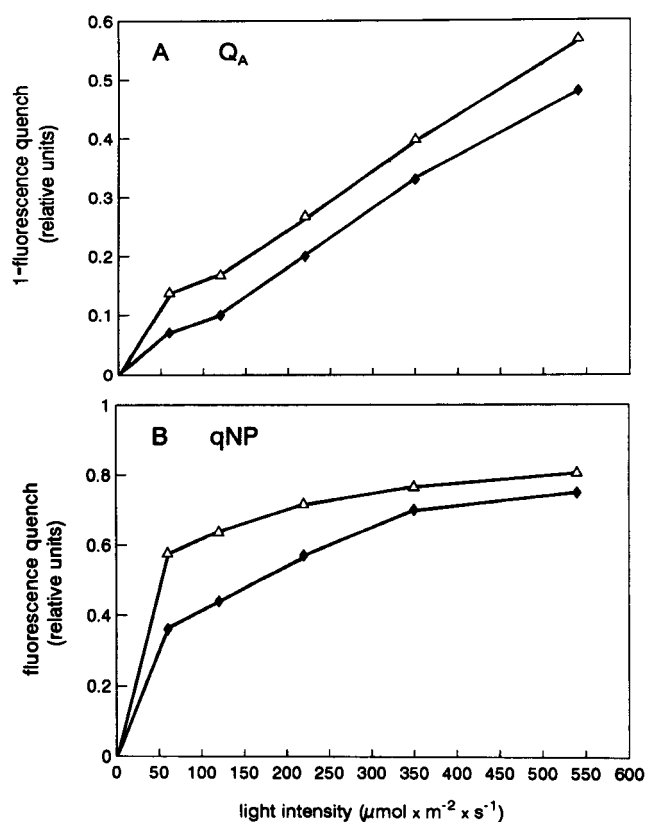 A Q_A
0.6
0.5
0.4
0.3
0.2
0.1
0
1-fluorescence quench
(relative units)
B qNP
1
0.8
0.6
0.4
0.2
0
fluorescence quench
(relative units)
0 50 100 150 200 250 300 350 400 450 500 550 600
light intensity (μmol x m⁻² x s⁻¹)